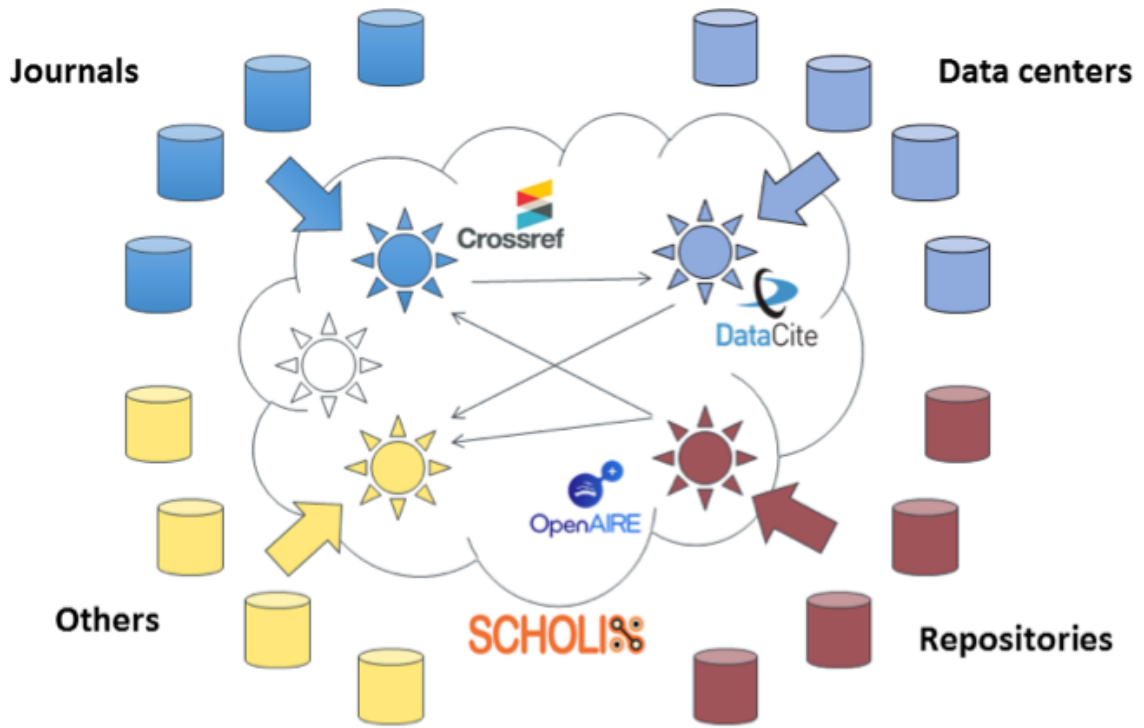 Journals
Data centers
Crossref
DataCite
OpenAIRE
Others
SCHOLIX
Repositories